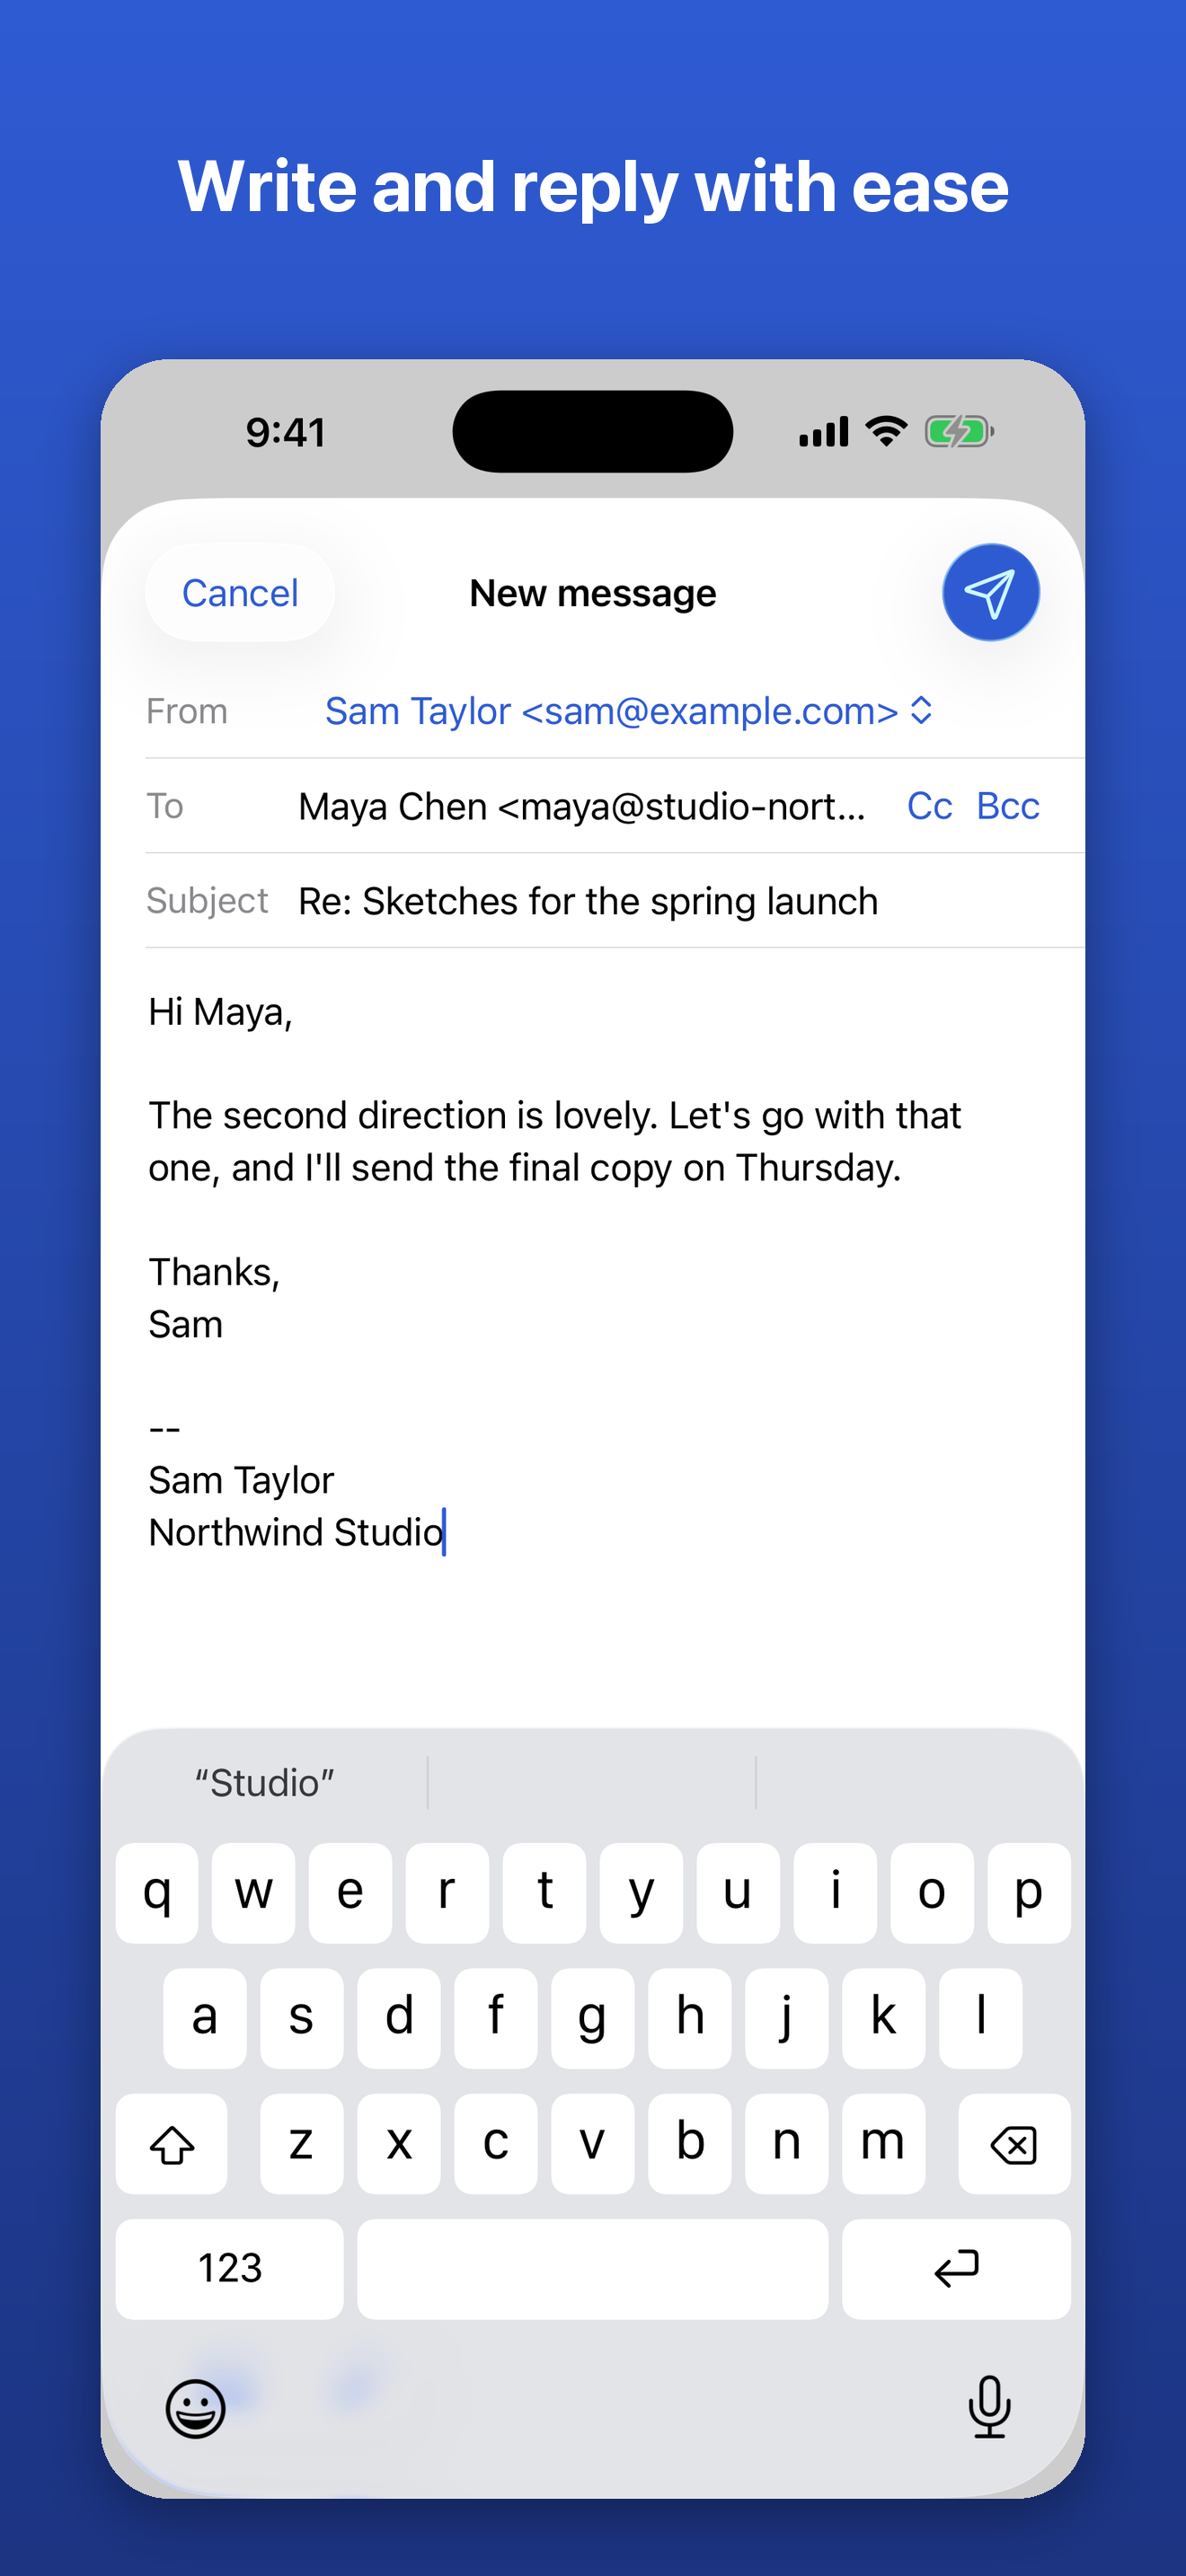 Write and reply with ease
9:41
Cancel
New message
From Sam Taylor <sam@example.com>
To Maya Chen <maya@studio-nort... Cc Bcc
Subject Re: Sketches for the spring launch
Hi Maya,
The second direction is lovely. Let's go with that
one, and I'll send the final copy on Thursday.
Thanks,
Sam
--
Sam Taylor
Northwind Studio
“Studio”
q w e r t y u i o p
a s d f g h j k l
z x c v b n m
123